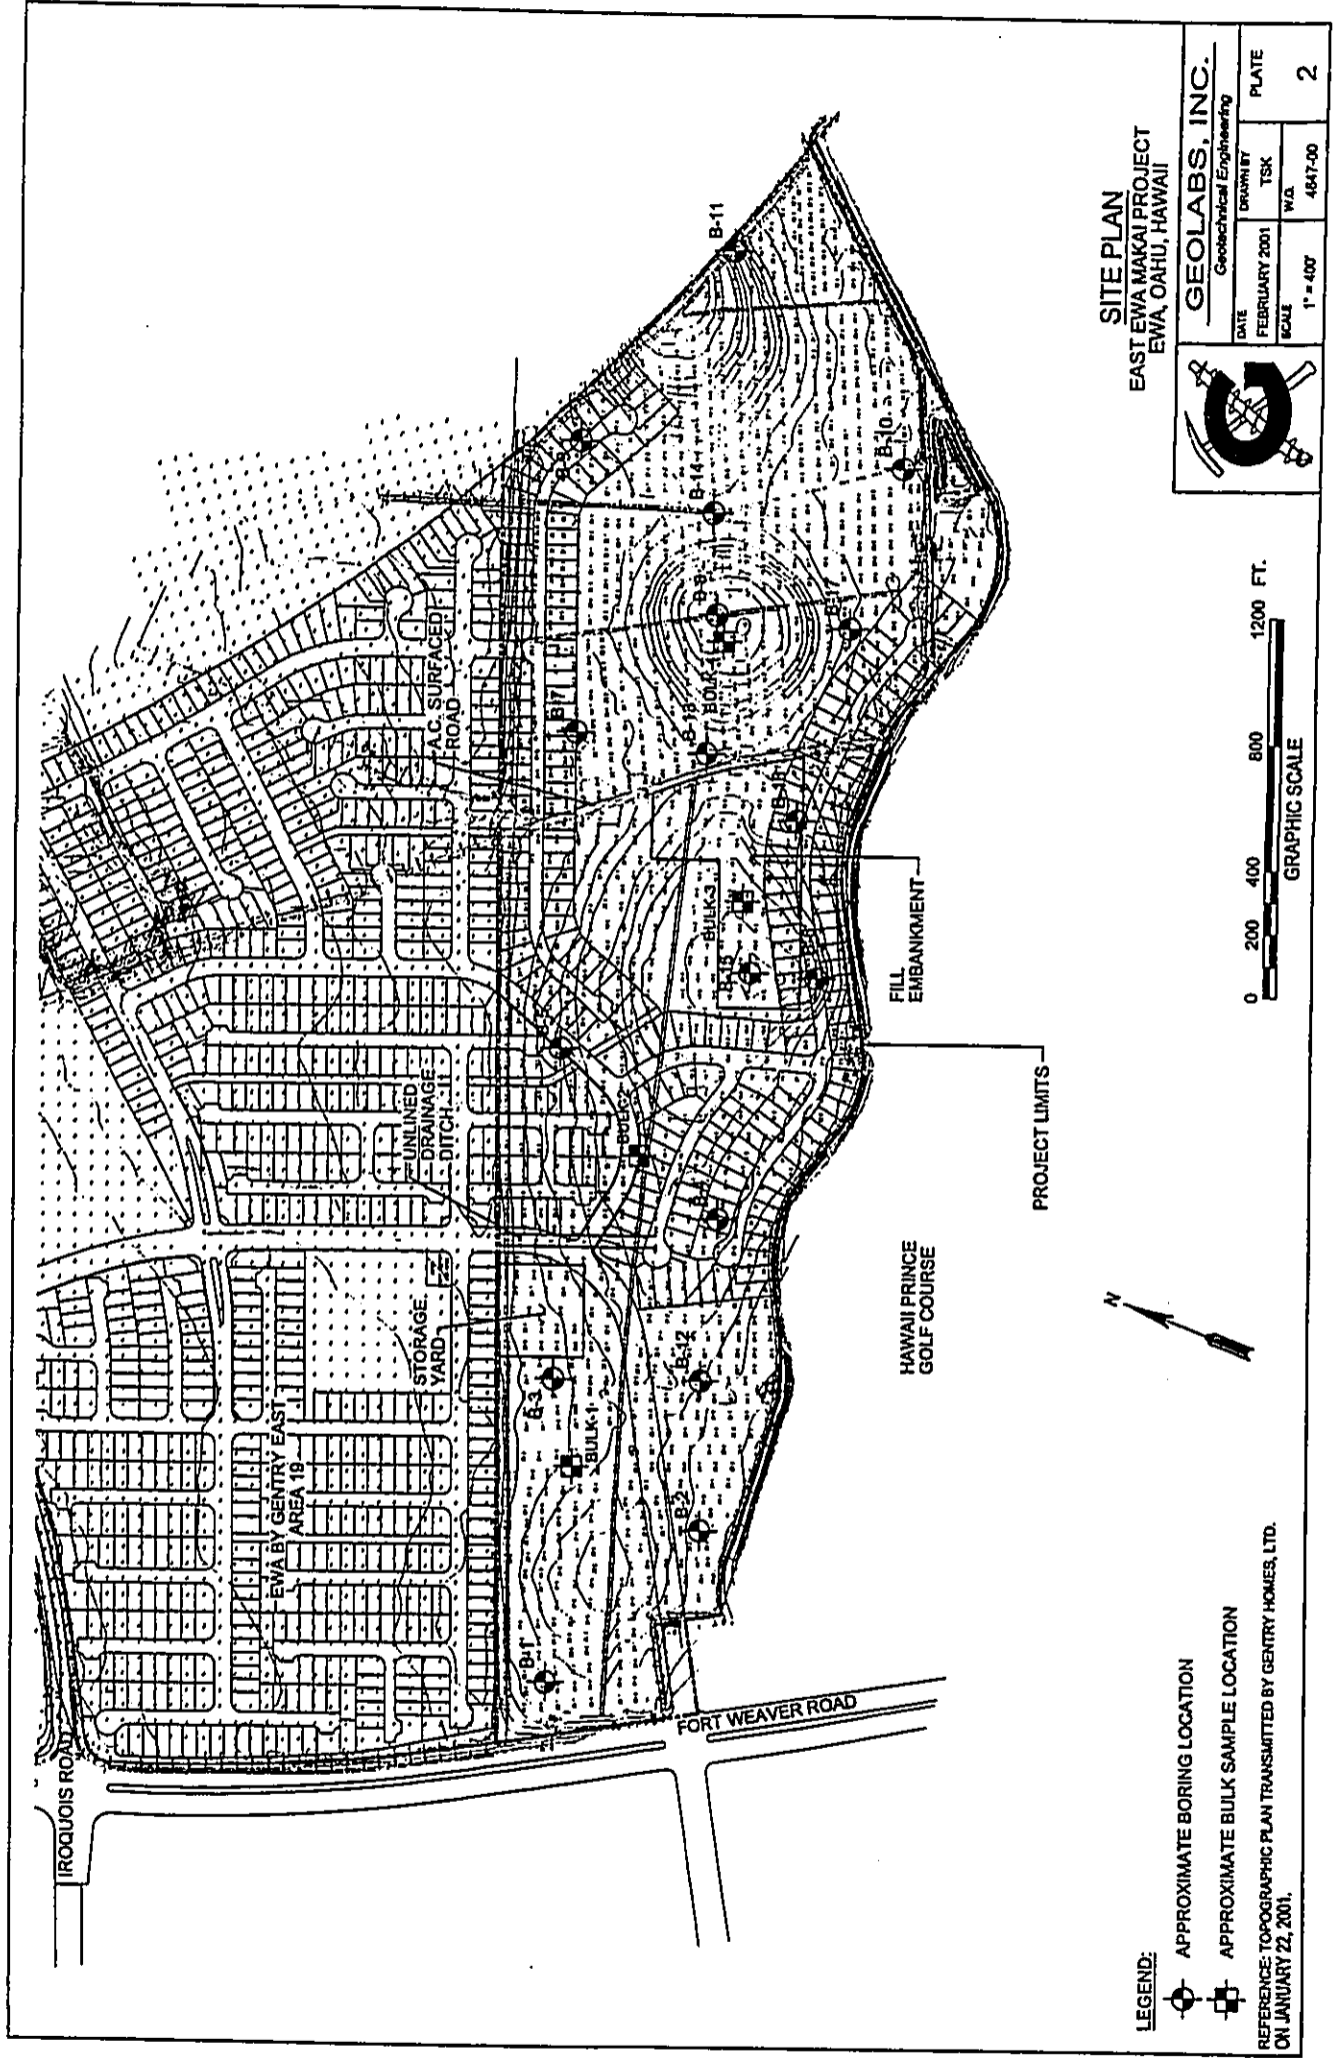 IROQUOIS ROAD
EWA BY GENTRY EAST
AREA 19
STORAGE
YARD
UNLINED
DRAINAGE
DITCH
A.C. SURFACED
ROAD
B-1
B-3
BULK-1
B-2
B-12
BULK-2
B-4
B-7
B-15
BULK-3
B-13
B-8
B-17
B-9
B-14
B-10
B-11
FORT WEAVER ROAD
HAWAII PRINCE
GOLF COURSE
FILL
EMBANKMENT
PROJECT LIMITS
N
LEGEND:
APPROXIMATE BORING LOCATION
APPROXIMATE BULK SAMPLE LOCATION
REFERENCE: TOPOGRAPHIC PLAN TRANSMITTED BY GENTRY HOMES, LTD.
ON JANUARY 22, 2001.
0 200 400 800 1200 FT.
GRAPHIC SCALE
SITE PLAN
EAST EWA MAKAI PROJECT
EWA, OAHU, HAWAII
GEOLABS, INC.
Geotechnical Engineering
DATE
FEBRUARY 2001
DRAWN BY
TSK
PLATE
SCALE
1" = 400'
W.O.
4647-00
2